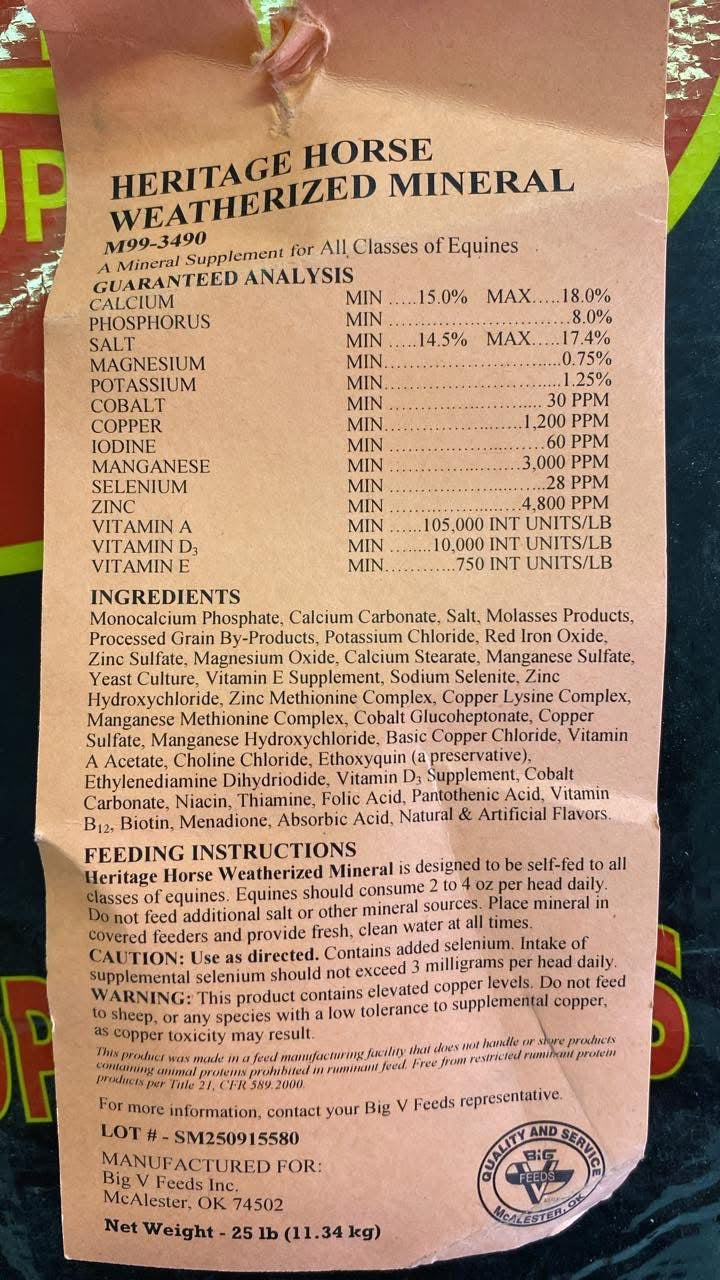 HERITAGE HORSE
WEATHERIZED MINERAL
M99-3490
A Mineral Supplement for All Classes of Equines
GUARANTEED ANALYSIS
CALCIUM MIN .....15.0% MAX.....18.0%
PHOSPHORUS MIN ...............................8.0%
SALT MIN .....14.5% MAX.....17.4%
MAGNESIUM MIN..............................0.75%
POTASSIUM MIN..............................1.25%
COBALT MIN .......................... 30 PPM
COPPER MIN.......................1,200 PPM
IODINE MIN ...........................60 PPM
MANGANESE MIN .......................3,000 PPM
SELENIUM MIN ...........................28 PPM
ZINC MIN .......................4,800 PPM
VITAMIN A MIN ......105,000 INT UNITS/LB
VITAMIN D₃ MIN ........10,000 INT UNITS/LB
VITAMIN E MIN............750 INT UNITS/LB
INGREDIENTS
Monocalcium Phosphate, Calcium Carbonate, Salt, Molasses Products,
Processed Grain By-Products, Potassium Chloride, Red Iron Oxide,
Zinc Sulfate, Magnesium Oxide, Calcium Stearate, Manganese Sulfate,
Yeast Culture, Vitamin E Supplement, Sodium Selenite, Zinc
Hydroxychloride, Zinc Methionine Complex, Copper Lysine Complex,
Manganese Methionine Complex, Cobalt Glucoheptonate, Copper
Sulfate, Manganese Hydroxychloride, Basic Copper Chloride, Vitamin
A Acetate, Choline Chloride, Ethoxyquin (a preservative),
Ethylenediamine Dihydriodide, Vitamin D₃ Supplement, Cobalt
Carbonate, Niacin, Thiamine, Folic Acid, Pantothenic Acid, Vitamin
B₁₂, Biotin, Menadione, Absorbic Acid, Natural & Artificial Flavors.
FEEDING INSTRUCTIONS
Heritage Horse Weatherized Mineral is designed to be self-fed to all
classes of equines. Equines should consume 2 to 4 oz per head daily.
Do not feed additional salt or other mineral sources. Place mineral in
covered feeders and provide fresh, clean water at all times.
CAUTION: Use as directed. Contains added selenium. Intake of
supplemental selenium should not exceed 3 milligrams per head daily.
WARNING: This product contains elevated copper levels. Do not feed
to sheep, or any species with a low tolerance to supplemental copper,
as copper toxicity may result.
This product was made in a feed manufacturing facility that does not handle or store products
containing animal proteins prohibited in ruminant feed. Free from restricted ruminant protein
products per Title 21, CFR 589.2000.
For more information, contact your Big V Feeds representative.
LOT # - SM250915580
MANUFACTURED FOR:
Big V Feeds Inc.
McAlester, OK 74502
Net Weight - 25 lb (11.34 kg)
QUALITY AND SERVICE
BIG
V
FEEDS
McALESTER, OK